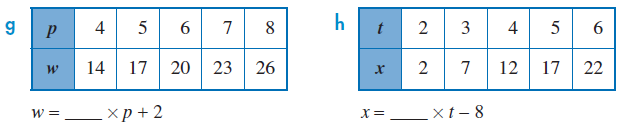 g
p 4 5 6 7 8
w 14 17 20 23 26
w = ____ × p + 2
h
t 2 3 4 5 6
x 2 7 12 17 22
x = ____ × t – 8